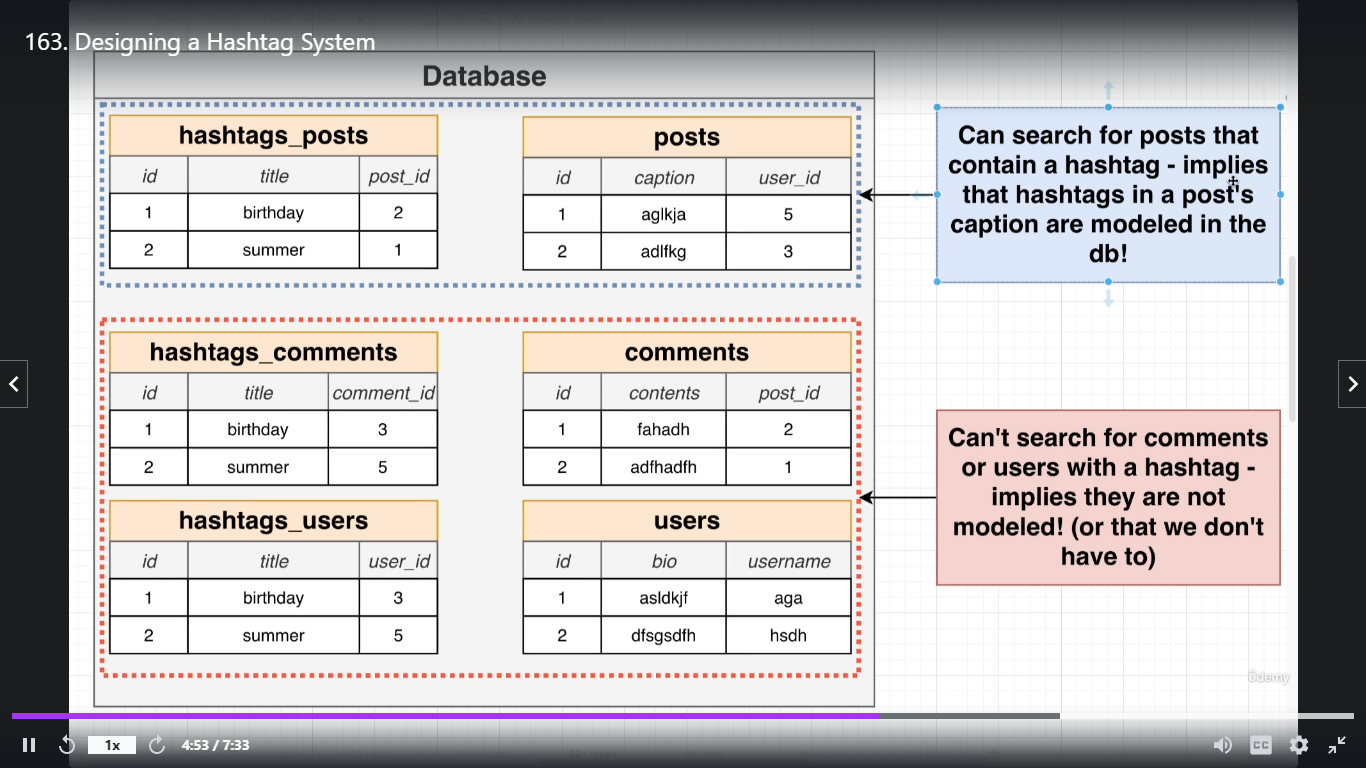 163. Designing a Hashtag System
Database
hashtags_posts
id title post_id
1 birthday 2
2 summer 1
posts
id caption user_id
1 aglkja 5
2 adlfkg 3
Can search for posts that
contain a hashtag - implies
that hashtags in a post's
caption are modeled in the
db!
hashtags_comments
id title comment_id
1 birthday 3
2 summer 5
comments
id contents post_id
1 fahadh 2
2 adfhadfh 1
hashtags_users
id title user_id
1 birthday 3
2 summer 5
users
id bio username
1 asldkjf aga
2 dfsgsdfh hsdh
Can't search for comments
or users with a hashtag -
implies they are not
modeled! (or that we don't
have to)
ûdemy
1x
4:53 / 7:33
CC